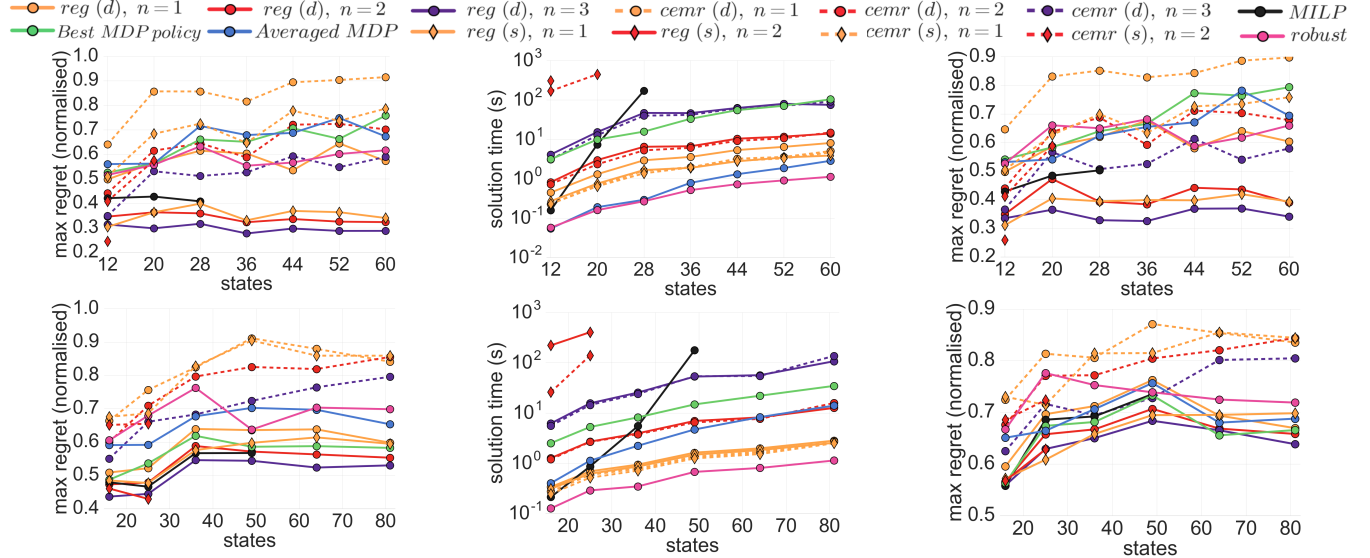 reg (d), n=1 reg (d), n=2 reg (d), n=3 cemr (d), n=1 cemr (d), n=2 cemr (d), n=3 MILP
Best MDP policy Averaged MDP reg (s), n=1 reg (s), n=2 cemr (s), n=1 cemr (s), n=2 robust
max regret (normalised)
1.0
0.9
0.8
0.7
0.6
0.5
0.4
0.3
0.2
12 20 28 36 44 52 60
states
solution time (s)
10³
10²
10¹
10⁰
10⁻¹
10⁻²
12 20 28 36 44 52 60
states
max regret (normalised)
0.9
0.8
0.7
0.6
0.5
0.4
0.3
0.2
12 20 28 36 44 52 60
states
max regret (normalised)
1.0
0.9
0.8
0.7
0.6
0.5
0.4
20 30 40 50 60 70 80
states
solution time (s)
10³
10²
10¹
10⁰
10⁻¹
20 30 40 50 60 70 80
states
max regret (normalised)
0.9
0.8
0.7
0.6
0.5
20 30 40 50 60 70 80
states